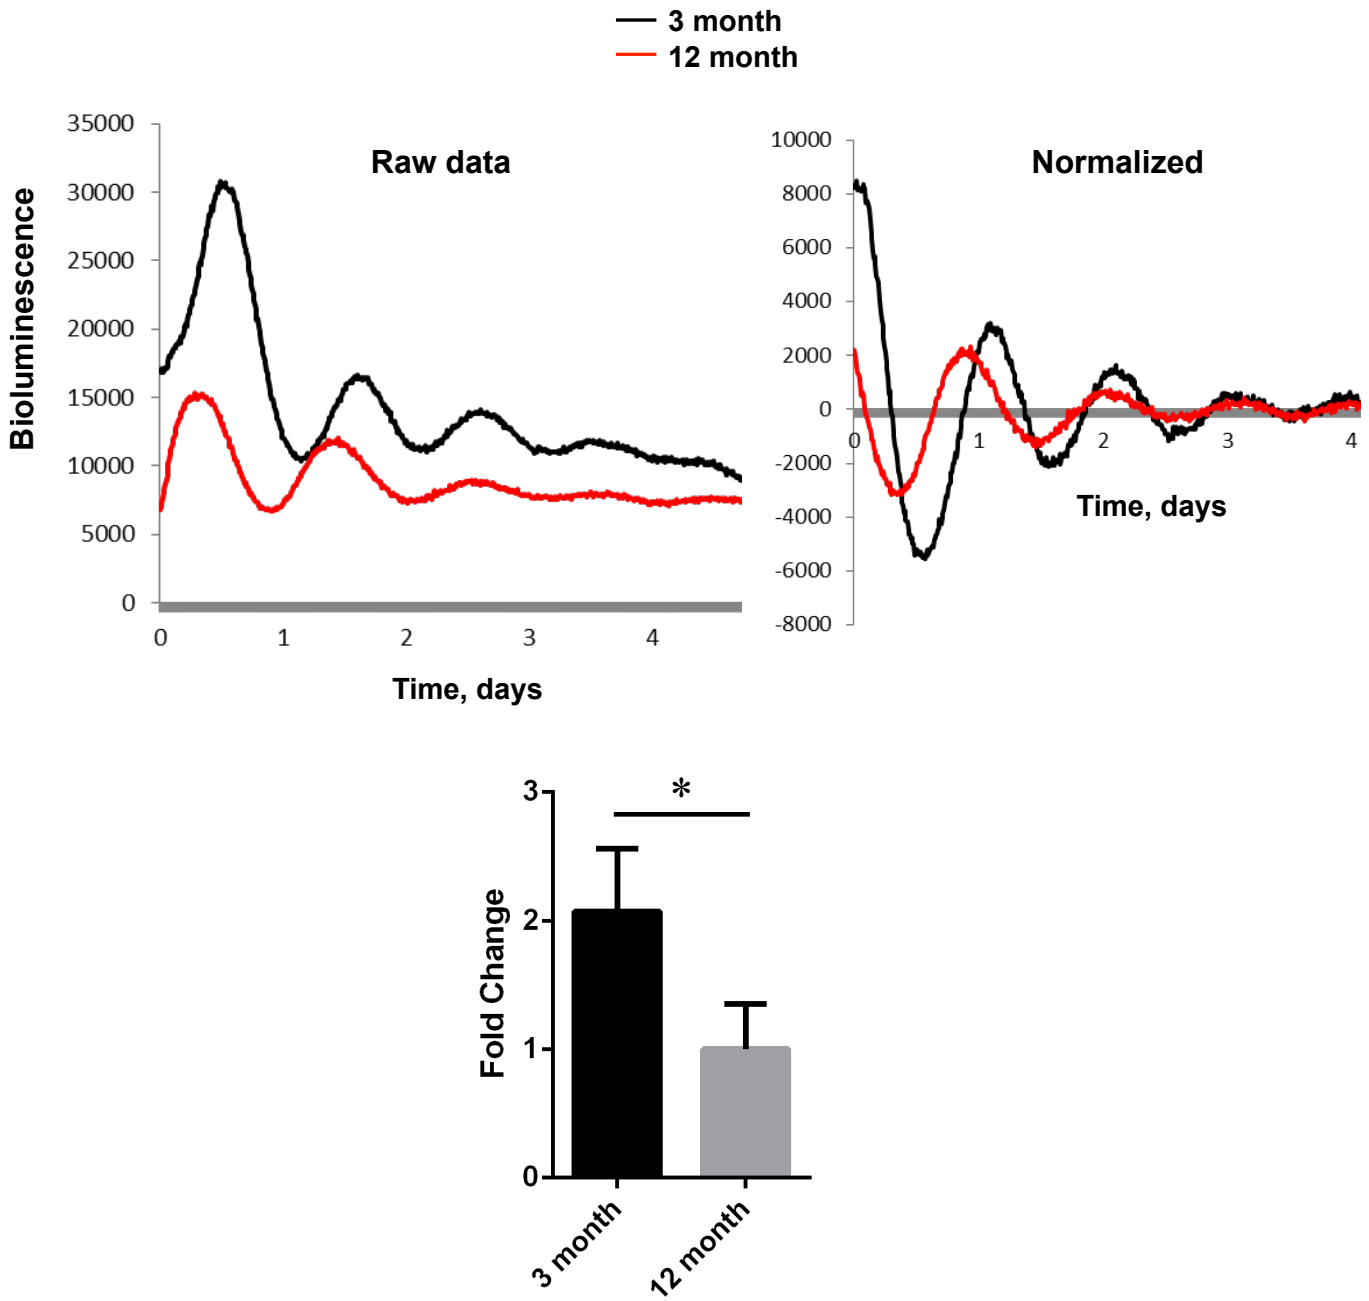 3 month
12 month
Raw data
Bioluminescence
35000
30000
25000
20000
15000
10000
5000
0
0 1 2 3 4
Time, days
Normalized
10000
8000
6000
4000
2000
0
-2000
-4000
-6000
-8000
0 1 2 3 4
Time, days
*
Fold Change
3
2
1
0
3 month
12 month